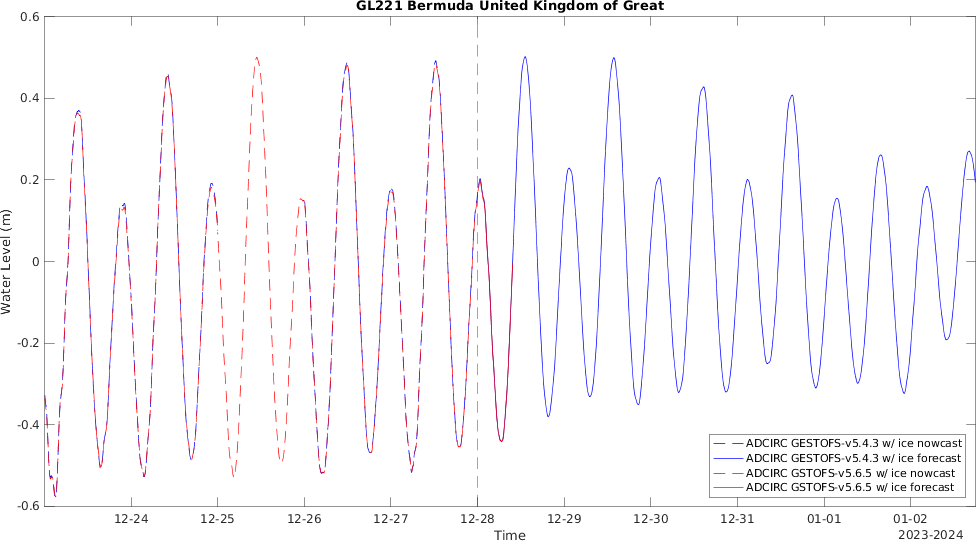 GL221 Bermuda United Kingdom of Great
0.6
0.4
0.2
0
-0.2
-0.4
-0.6
Water Level (m)
12-24 12-25 12-26 12-27 12-28 12-29 12-30 12-31 01-01 01-02
Time
2023-2024
ADCIRC GESTOFS-v5.4.3 w/ ice nowcast
ADCIRC GESTOFS-v5.4.3 w/ ice forecast
ADCIRC GSTOFS-v5.6.5 w/ ice nowcast
ADCIRC GSTOFS-v5.6.5 w/ ice forecast